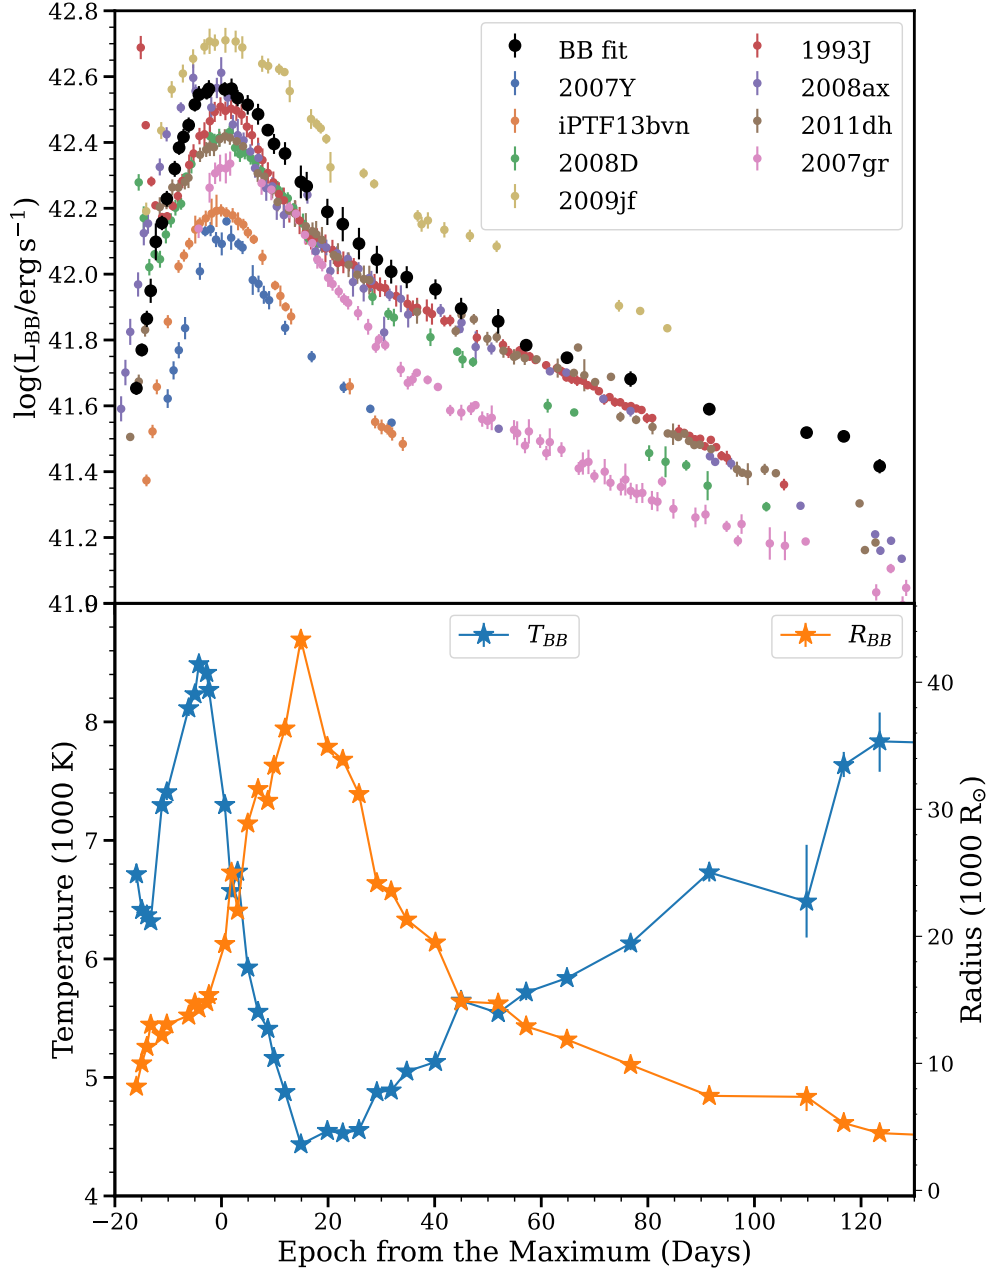 42.8
42.6
42.4
42.2
42.0
41.8
41.6
41.4
41.2
41.0
log(L_BB/erg s⁻¹)
BB fit
2007Y
iPTF13bvn
2008D
2009jf
1993J
2008ax
2011dh
2007gr
9
8
7
6
5
4
Temperature (1000 K)
T_BB
R_BB
40
30
20
10
0
Radius (1000 R_⊙)
−20 0 20 40 60 80 100 120
Epoch from the Maximum (Days)